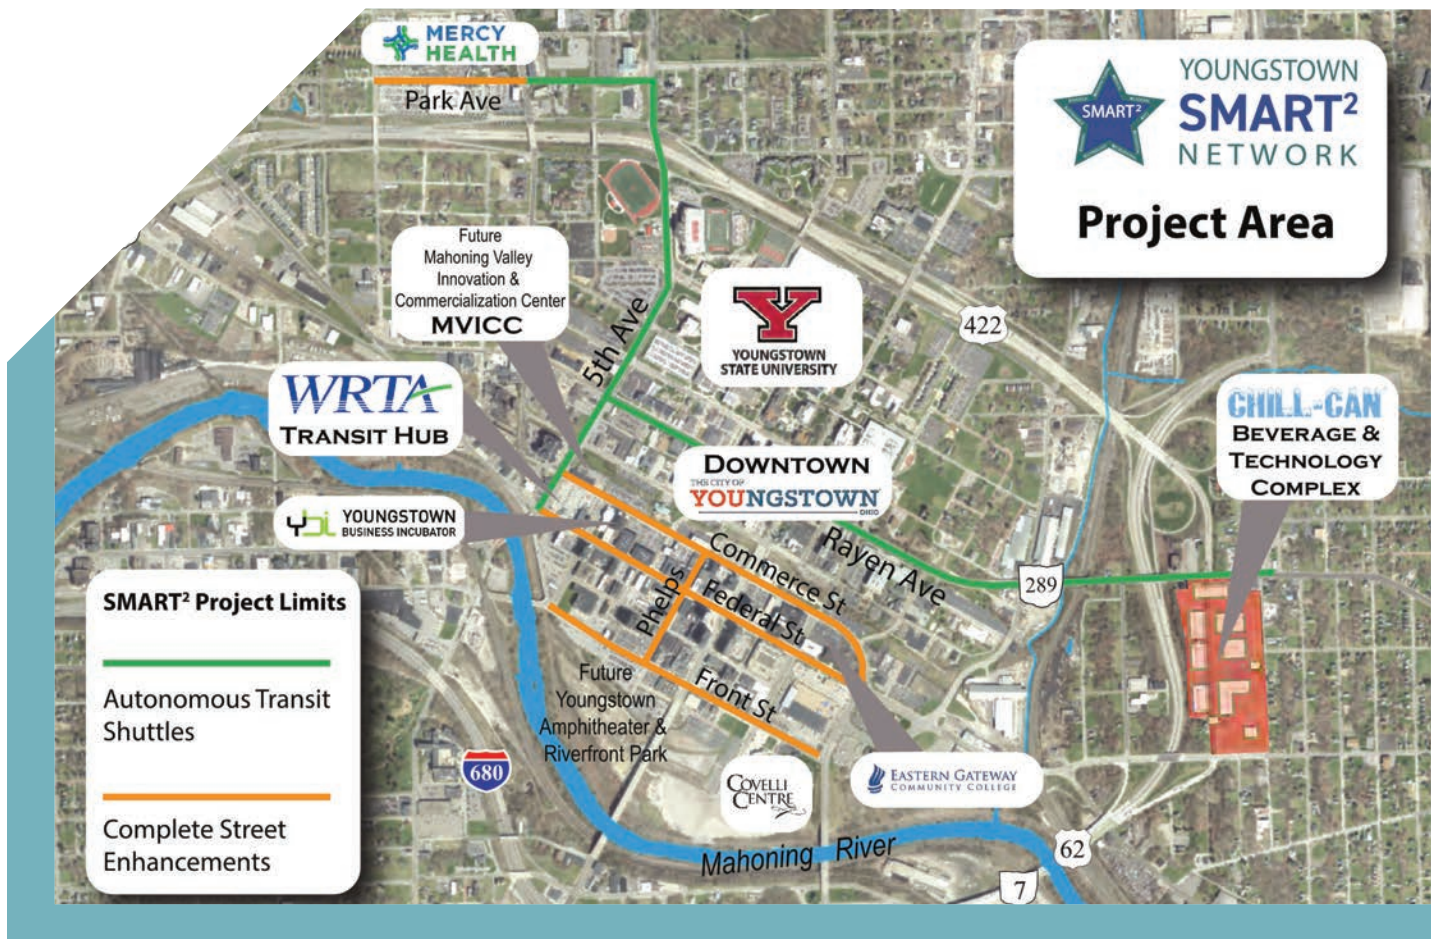 MERCY
HEALTH
Park Ave
YOUNGSTOWN
SMART²
SMART²
NETWORK
Project Area
Future
Mahoning Valley
Innovation &
Commercialization Center
MVICC
5th Ave
Y
YOUNGSTOWN
STATE UNIVERSITY
422
WRTA
TRANSIT HUB
CHILL-CAN
BEVERAGE &
TECHNOLOGY
COMPLEX
DOWNTOWN
THE CITY OF
YOUNGSTOWN
OHIO
ybi YOUNGSTOWN
BUSINESS INCUBATOR
Commerce St
Rayen Ave
289
Phelps
Federal St
Front St
SMART² Project Limits
Autonomous Transit
Shuttles
Complete Street
Enhancements
Future
Youngstown
Amphitheater &
Riverfront Park
680
COVELLI
CENTRE
EASTERN GATEWAY
COMMUNITY COLLEGE
Mahoning River
62
7